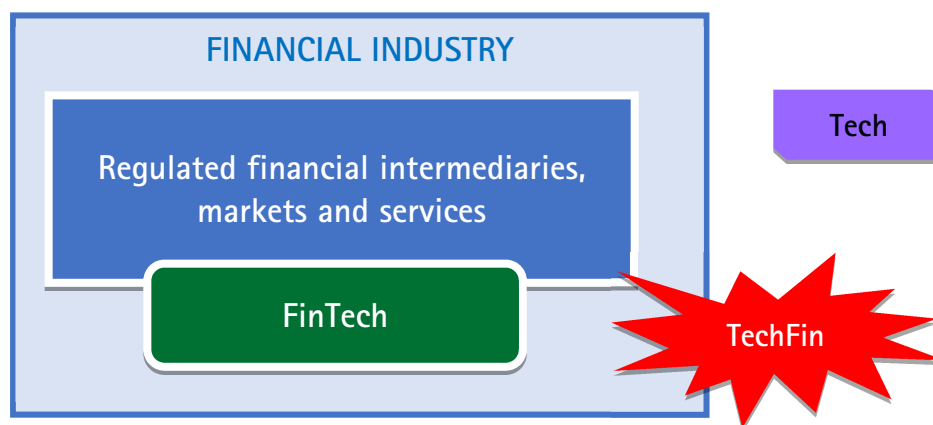 FINANCIAL INDUSTRY
Tech
Regulated financial intermediaries,
markets and services
FinTech
TechFin